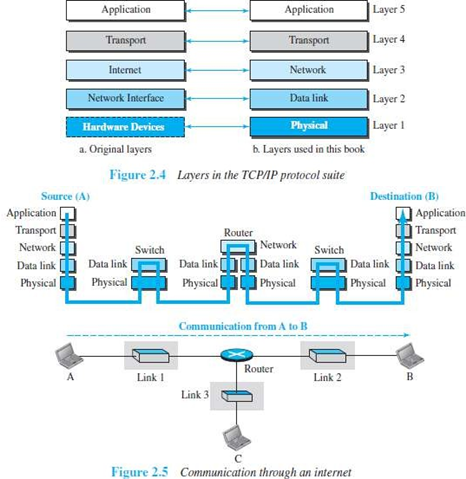 Application Application Layer 5
Transport Transport Layer 4
Internet Network Layer 3
Network Interface Data link Layer 2
Hardware Devices Physical Layer 1
a. Original layers b. Layers used in this book
Figure 2.4 Layers in the TCP/IP protocol suite
Source (A) Destination (B)
Application Application
Transport Transport
Router
Network Switch Network Switch Network
Data link Data link Data link Data link Data link Data link
Physical Physical Physical Physical Physical Physical
Communication from A to B
Router
A Link 1 Link 2 B
Link 3
C
Figure 2.5 Communication through an internet